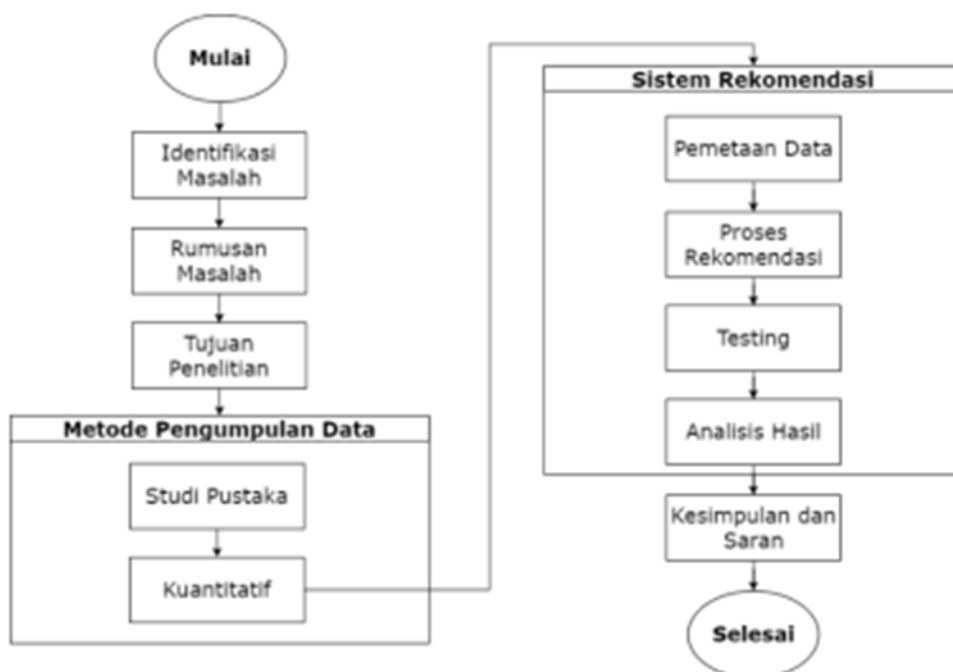 Mulai
Identifikasi
Masalah
Rumusan
Masalah
Tujuan
Penelitian
Metode Pengumpulan Data
Studi Pustaka
Kuantitatif
Sistem Rekomendasi
Pemetaan Data
Proses
Rekomendasi
Testing
Analisis Hasil
Kesimpulan dan
Saran
Selesai